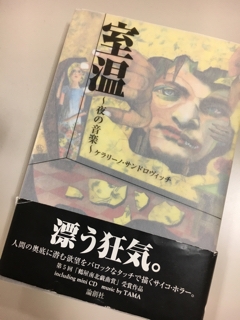 室温
～夜の音楽～
ケラリーノ・サンドロヴィッチ
漂う狂気。
人間の奥底に潜む欲望をバロックなタッチで描くサイコ・ホラー。
第5回「鶴屋南北戯曲賞」受賞作品
including mini CD music by TAMA
論創社